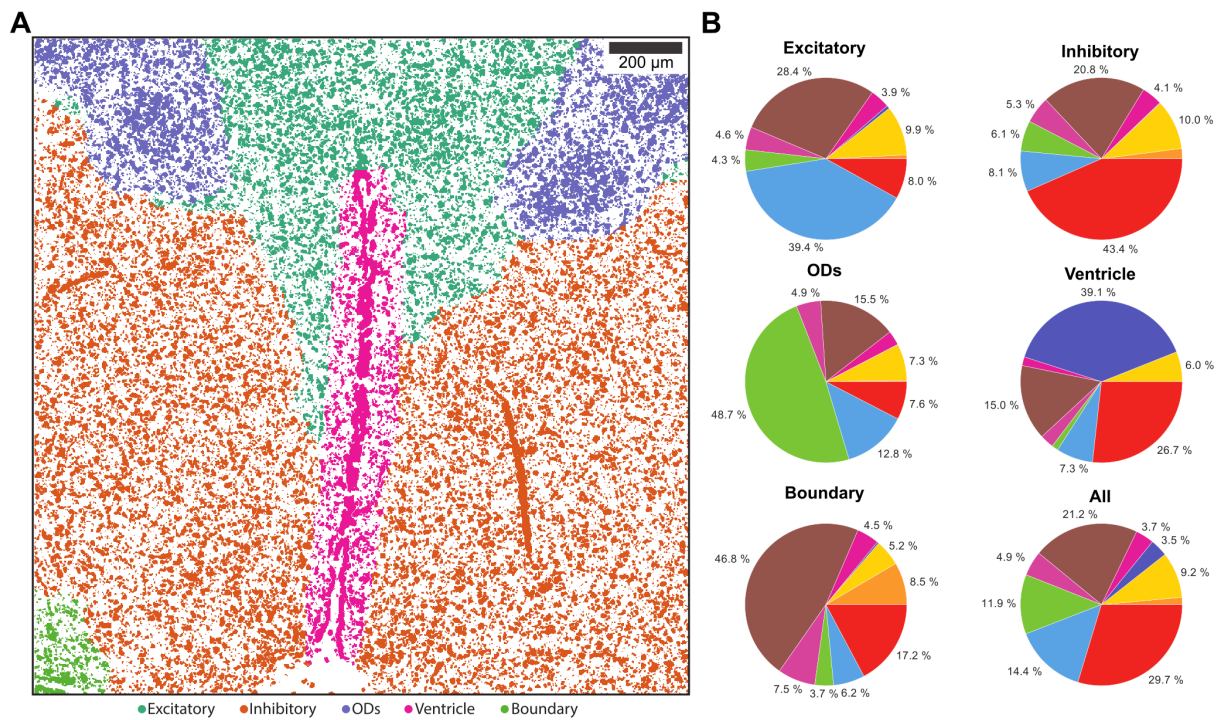 A
200 μm
Excitatory
Inhibitory
ODs
Ventricle
Boundary
B
Excitatory
28.4 %
3.9 %
9.9 %
8.0 %
39.4 %
4.3 %
4.6 %
Inhibitory
20.8 %
4.1 %
10.0 %
43.4 %
8.1 %
6.1 %
5.3 %
ODs
4.9 %
15.5 %
7.3 %
7.6 %
12.8 %
48.7 %
Ventricle
39.1 %
6.0 %
26.7 %
7.3 %
15.0 %
Boundary
46.8 %
4.5 %
5.2 %
8.5 %
17.2 %
6.2 %
3.7 %
7.5 %
All
21.2 %
3.7 %
3.5 %
9.2 %
29.7 %
14.4 %
11.9 %
4.9 %